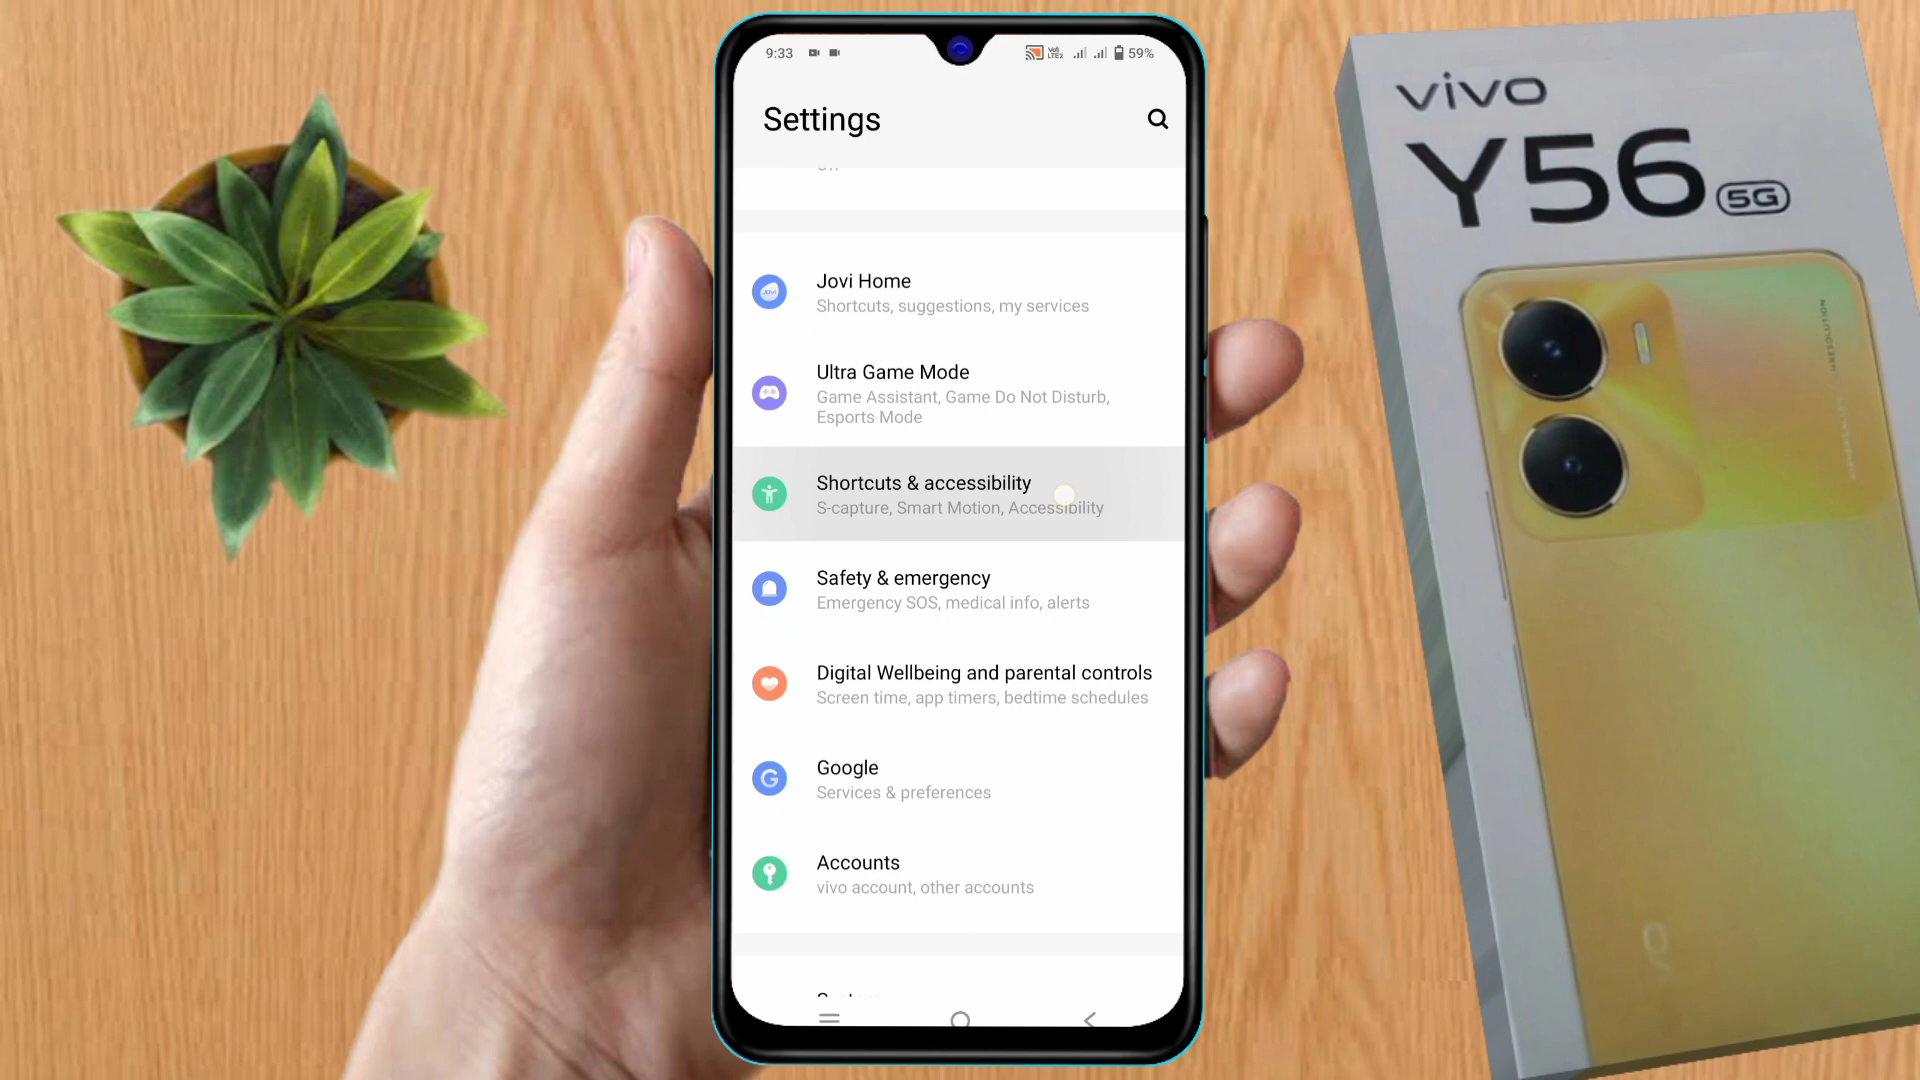 9:33
59%
Settings
Jovi Home
Shortcuts, suggestions, my services
Ultra Game Mode
Game Assistant, Game Do Not Disturb,
Esports Mode
Shortcuts & accessibility
S-capture, Smart Motion, Accessibility
Safety & emergency
Emergency SOS, medical info, alerts
Digital Wellbeing and parental controls
Screen time, app timers, bedtime schedules
Google
Services & preferences
Accounts
vivo account, other accounts
vivo
Y56 5G